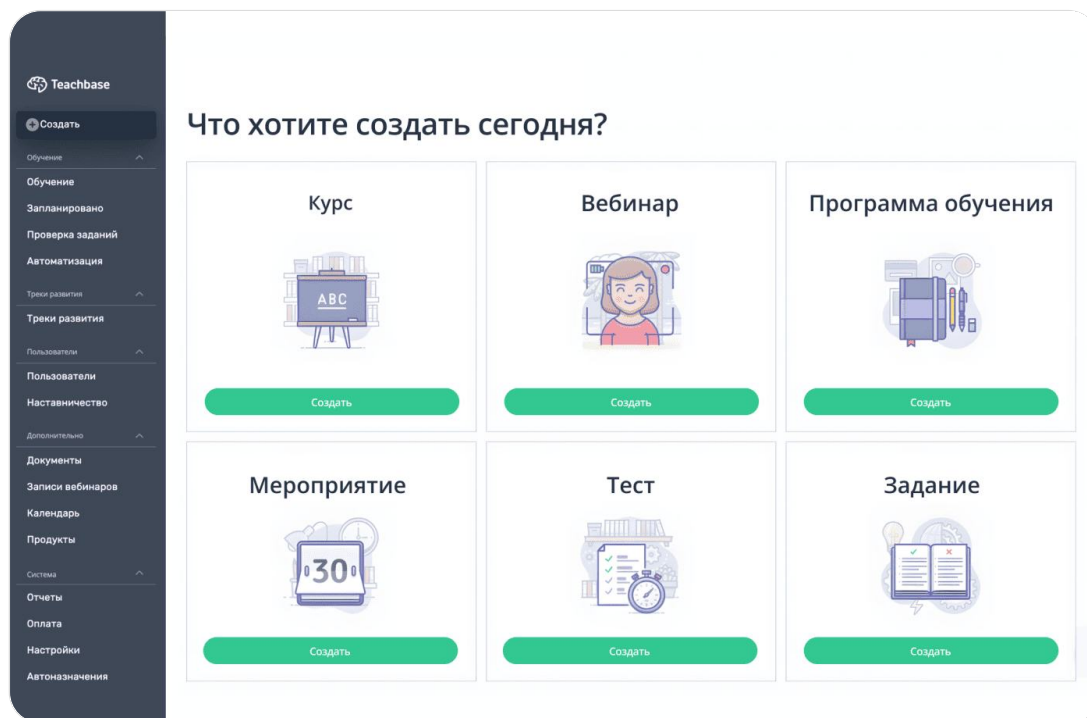 Teachbase
Создать
Обучение
Обучение
Запланировано
Проверка заданий
Автоматизация
Треки развития
Треки развития
Пользователи
Пользователи
Наставничество
Дополнительно
Документы
Записи вебинаров
Календарь
Продукты
Система
Отчеты
Оплата
Настройки
Автоназначения
Что хотите создать сегодня?
Курс
Вебинар
Программа обучения
ABC
Создать
Создать
Создать
Мероприятие
Тест
Задание
30
Создать
Создать
Создать